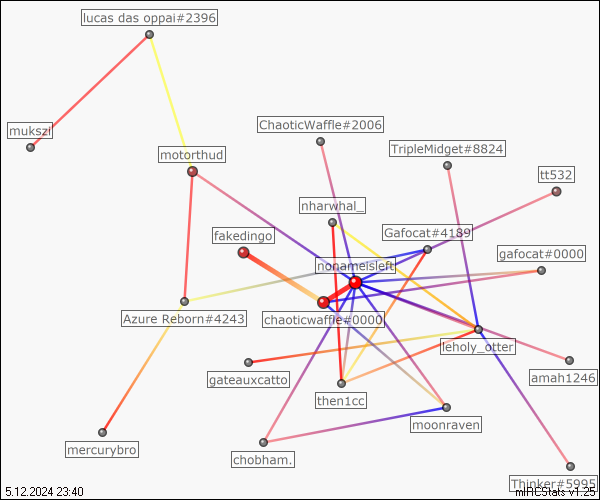 lucas das oppai#2396
mukszi
ChaoticWaffle#2006
TripleMidget#8824
motorthud
tt532
nharwhal_
fakedingo
Gafocat#4189
gafocat#0000
nonameisleft
Azure Reborn#4243
chaoticwaffle#0000
leholy_otter
gateauxcatto
amah1246
then1cc
moonraven
mercurybro
chobham.
Thinker#5995
5.12.2024 23:40
mIRCStats v1.25